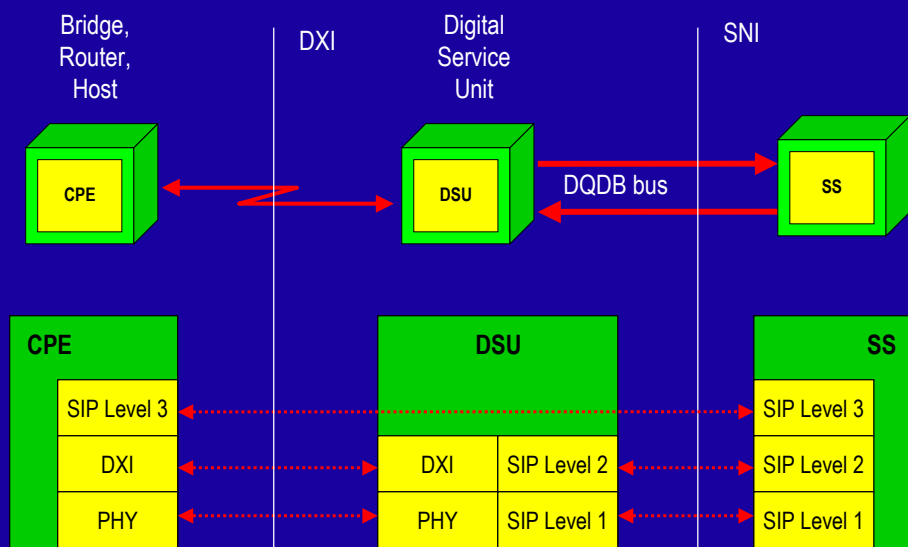 Bridge,
Router,
Host
DXI
Digital
Service
Unit
SNI
CPE
DSU
DQDB bus
SS
CPE
DSU
SS
SIP Level 3
SIP Level 3
DXI
DXI
SIP Level 2
SIP Level 2
PHY
PHY
SIP Level 1
SIP Level 1